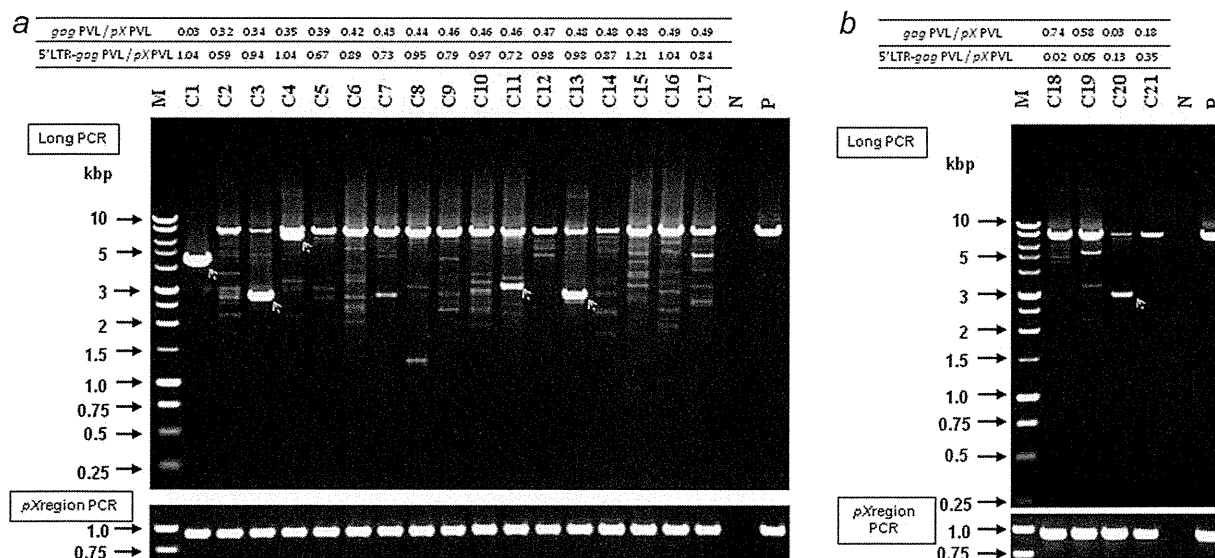 a
gag PVL / pX PVL 0.03 0.32 0.34 0.35 0.39 0.42 0.43 0.44 0.46 0.46 0.46 0.47 0.48 0.48 0.48 0.49 0.49
5'LTR-gag PVL / pX PVL 1.04 0.59 0.94 1.04 0.67 0.89 0.73 0.95 0.79 0.97 0.72 0.98 0.98 0.87 1.21 1.04 0.84
M C1 C2 C3 C4 C5 C6 C7 C8 C9 C10 C11 C12 C13 C14 C15 C16 C17 N P
Long PCR
kbp
10
5
3
2
1.5
1.0
0.75
0.5
0.25
pXregion PCR
1.0
0.75
b
gag PVL / pX PVL 0.74 0.58 0.03 0.18
5'LTR-gag PVL / pX PVL 0.02 0.05 0.13 0.35
M C18 C19 C20 C21 N P
Long PCR
kbp
10
5
3
2
1.5
1.0
0.75
0.5
0.25
pXregion
PCR
1.0
0.75